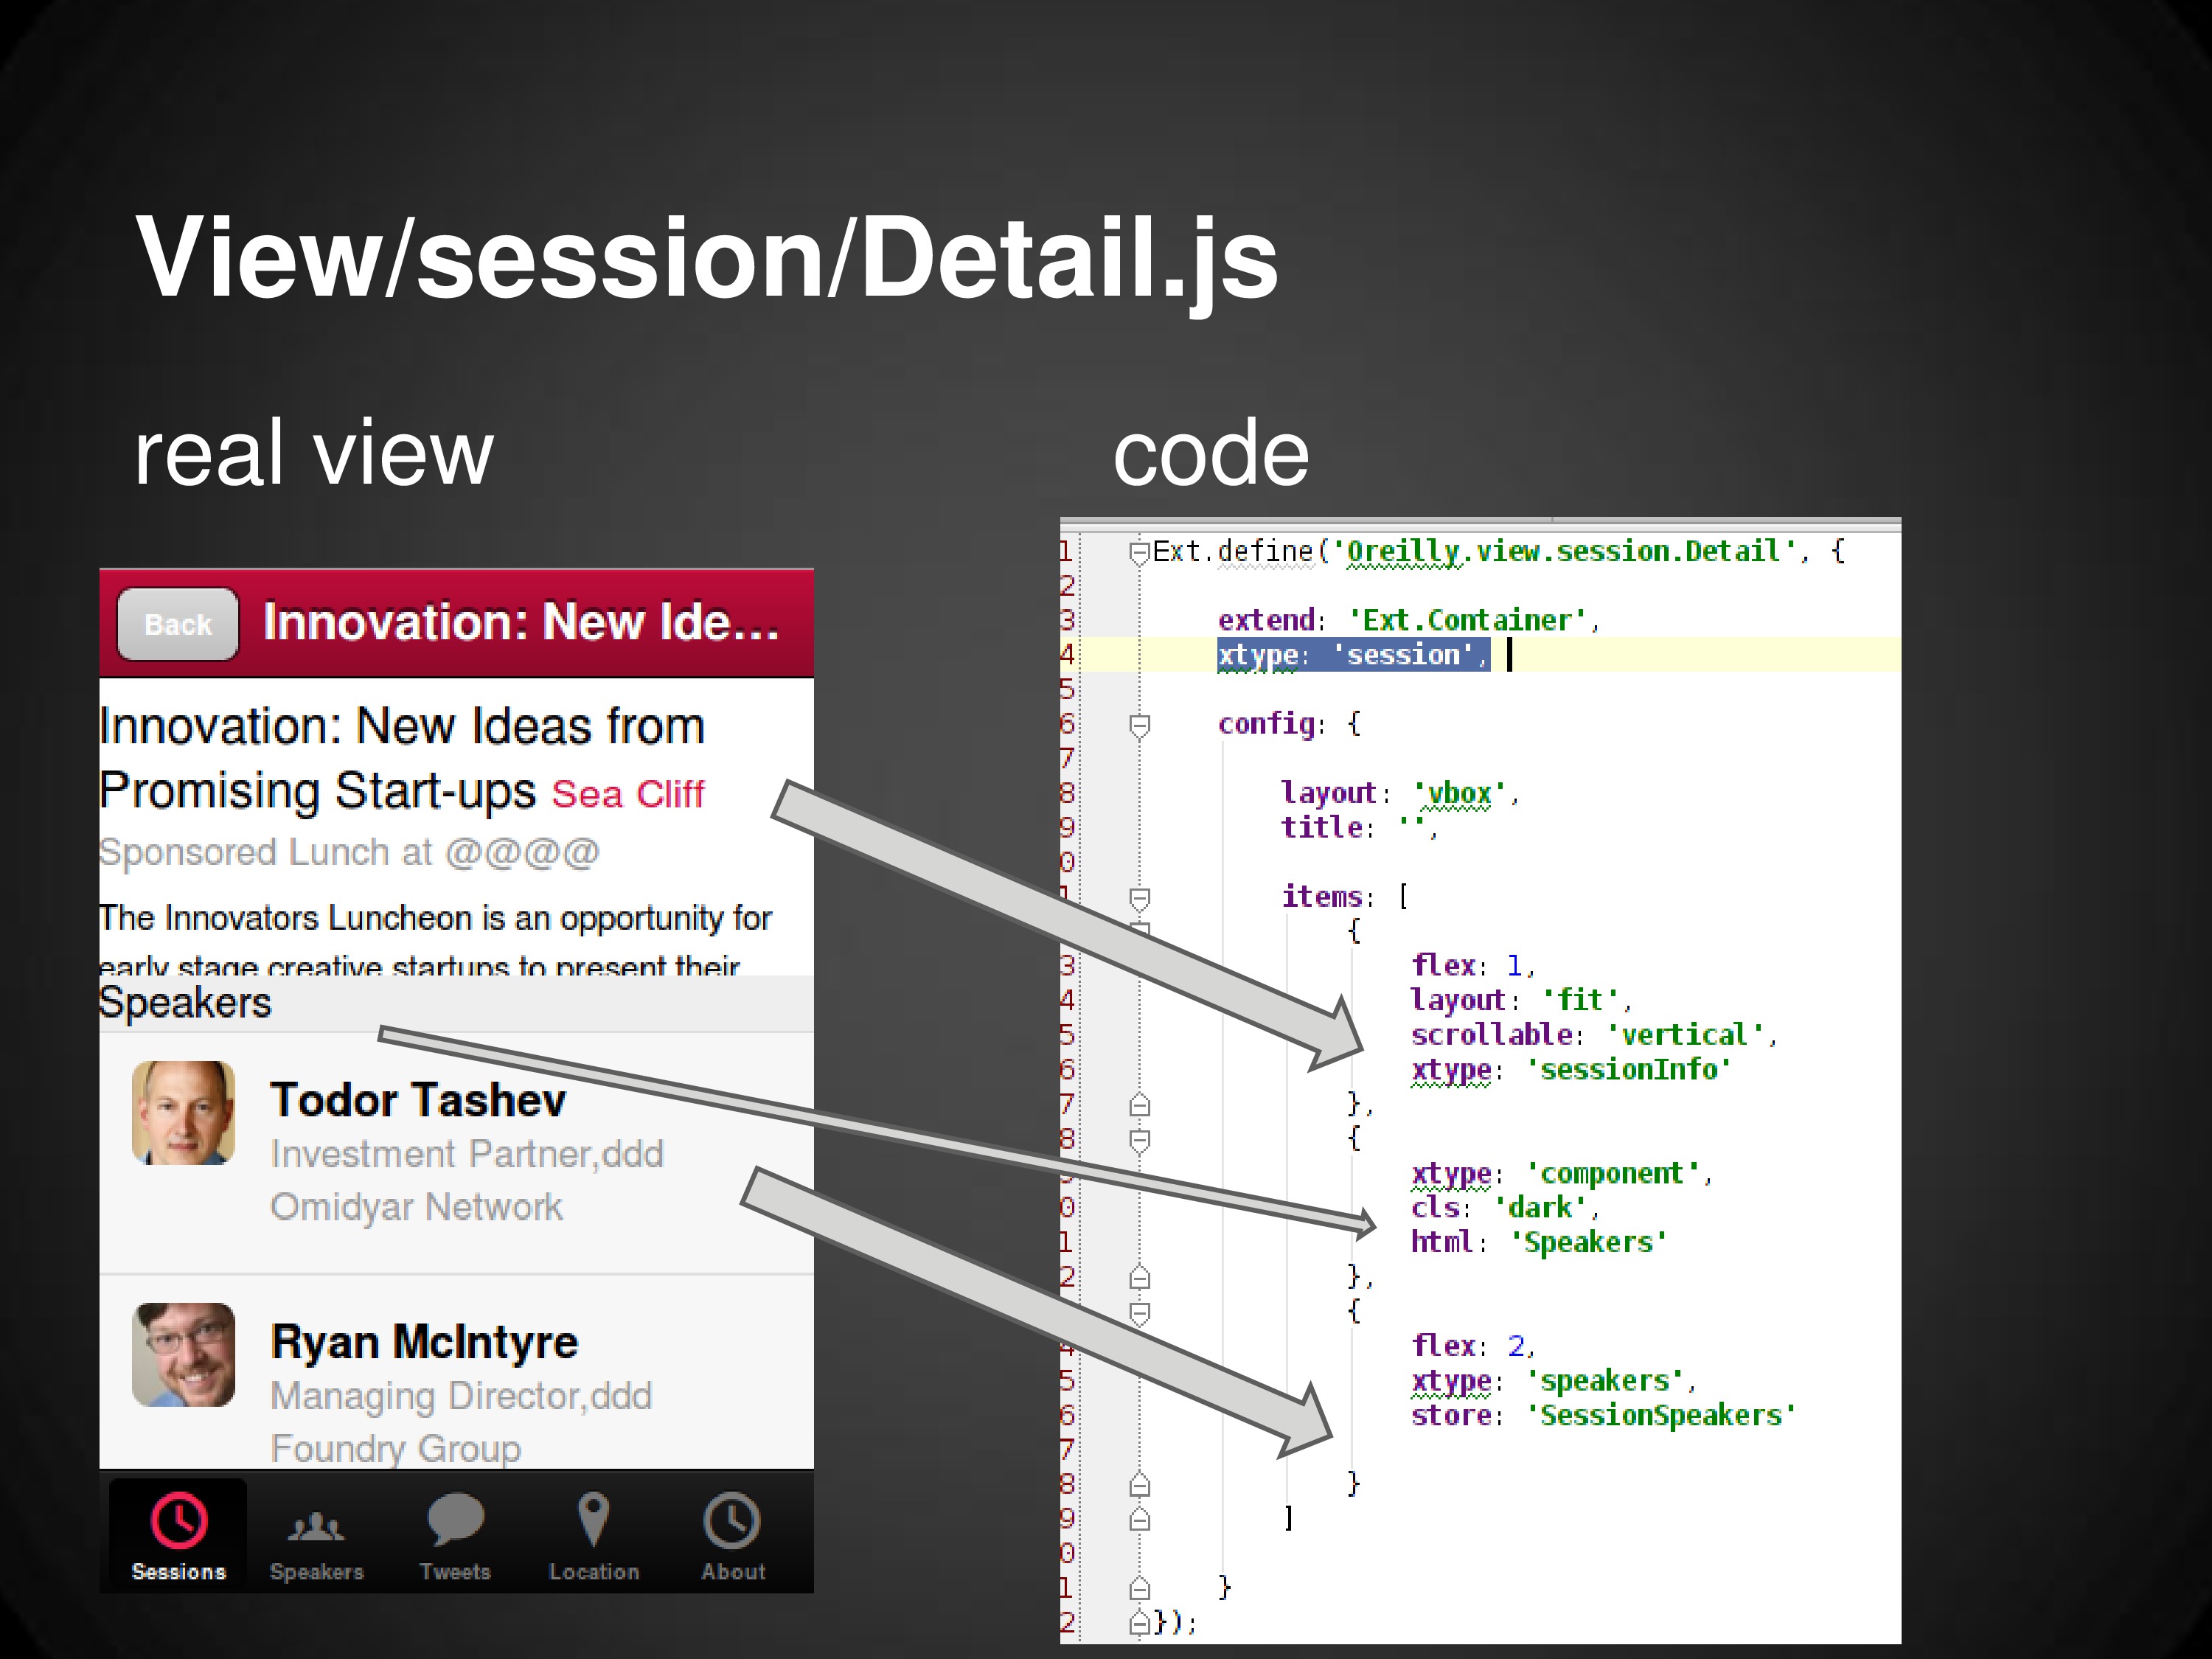 View/session/Detail.js
real view
code
Back
Innovation: New Ide...
Innovation: New Ideas from
Promising Start-ups Sea Cliff
Sponsored Lunch at @@@@
The Innovators Luncheon is an opportunity for
early stage creative startups to present their
Speakers
Todor Tashev
Investment Partner,ddd
Omidyar Network
Ryan McIntyre
Managing Director,ddd
Foundry Group
Sessions
Speakers
Tweets
Location
About
1 Ext.define('Oreilly.view.session.Detail', {
2
3 extend: 'Ext.Container',
4 xtype: 'session',
5
6 config: {
7
8 layout: 'vbox',
9 title: '',
0
1 items: [
{
3 flex: 1,
4 layout: 'fit',
5 scrollable: 'vertical',
6 xtype: 'sessionInfo'
7 },
8 {
xtype: 'component',
0 cls: 'dark',
1 html: 'Speakers'
2 },
{
flex: 2,
5 xtype: 'speakers',
6 store: 'SessionSpeakers'
7
8 }
9 ]
0
1 }
2 });